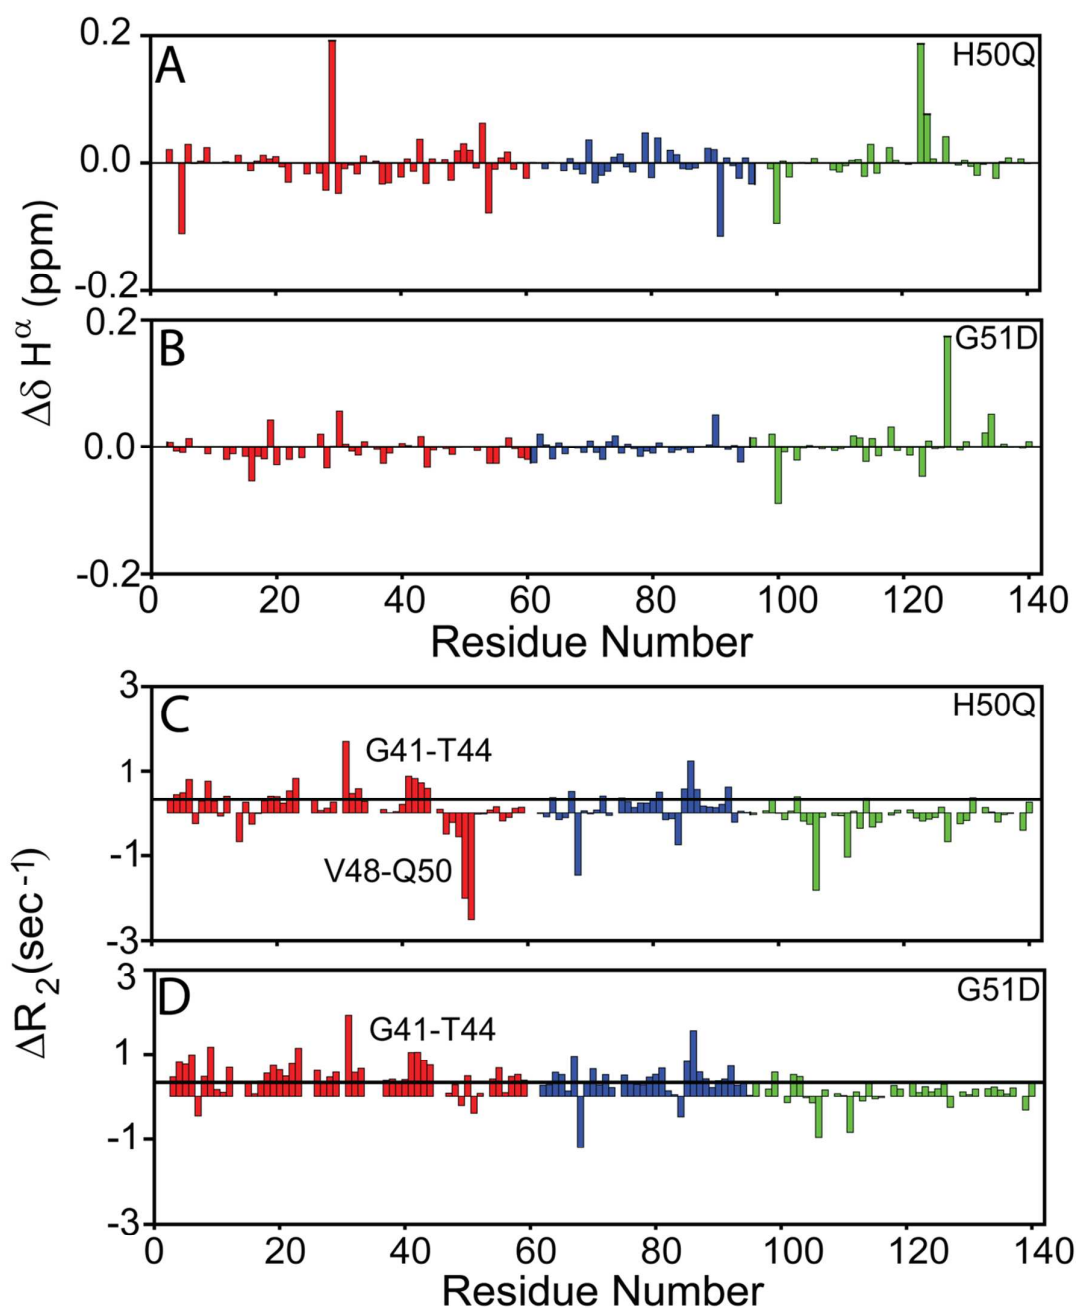 0.2
A
H50Q
0.0
-0.2
0.2
B
G51D
0.0
-0.2
Δδ Hα (ppm)
0 20 40 60 80 100 120 140
Residue Number
3
C
H50Q
G41-T44
1
-1
V48-Q50
-3
3
D
G51D
G41-T44
1
-1
-3
ΔR2(sec-1)
0 20 40 60 80 100 120 140
Residue Number